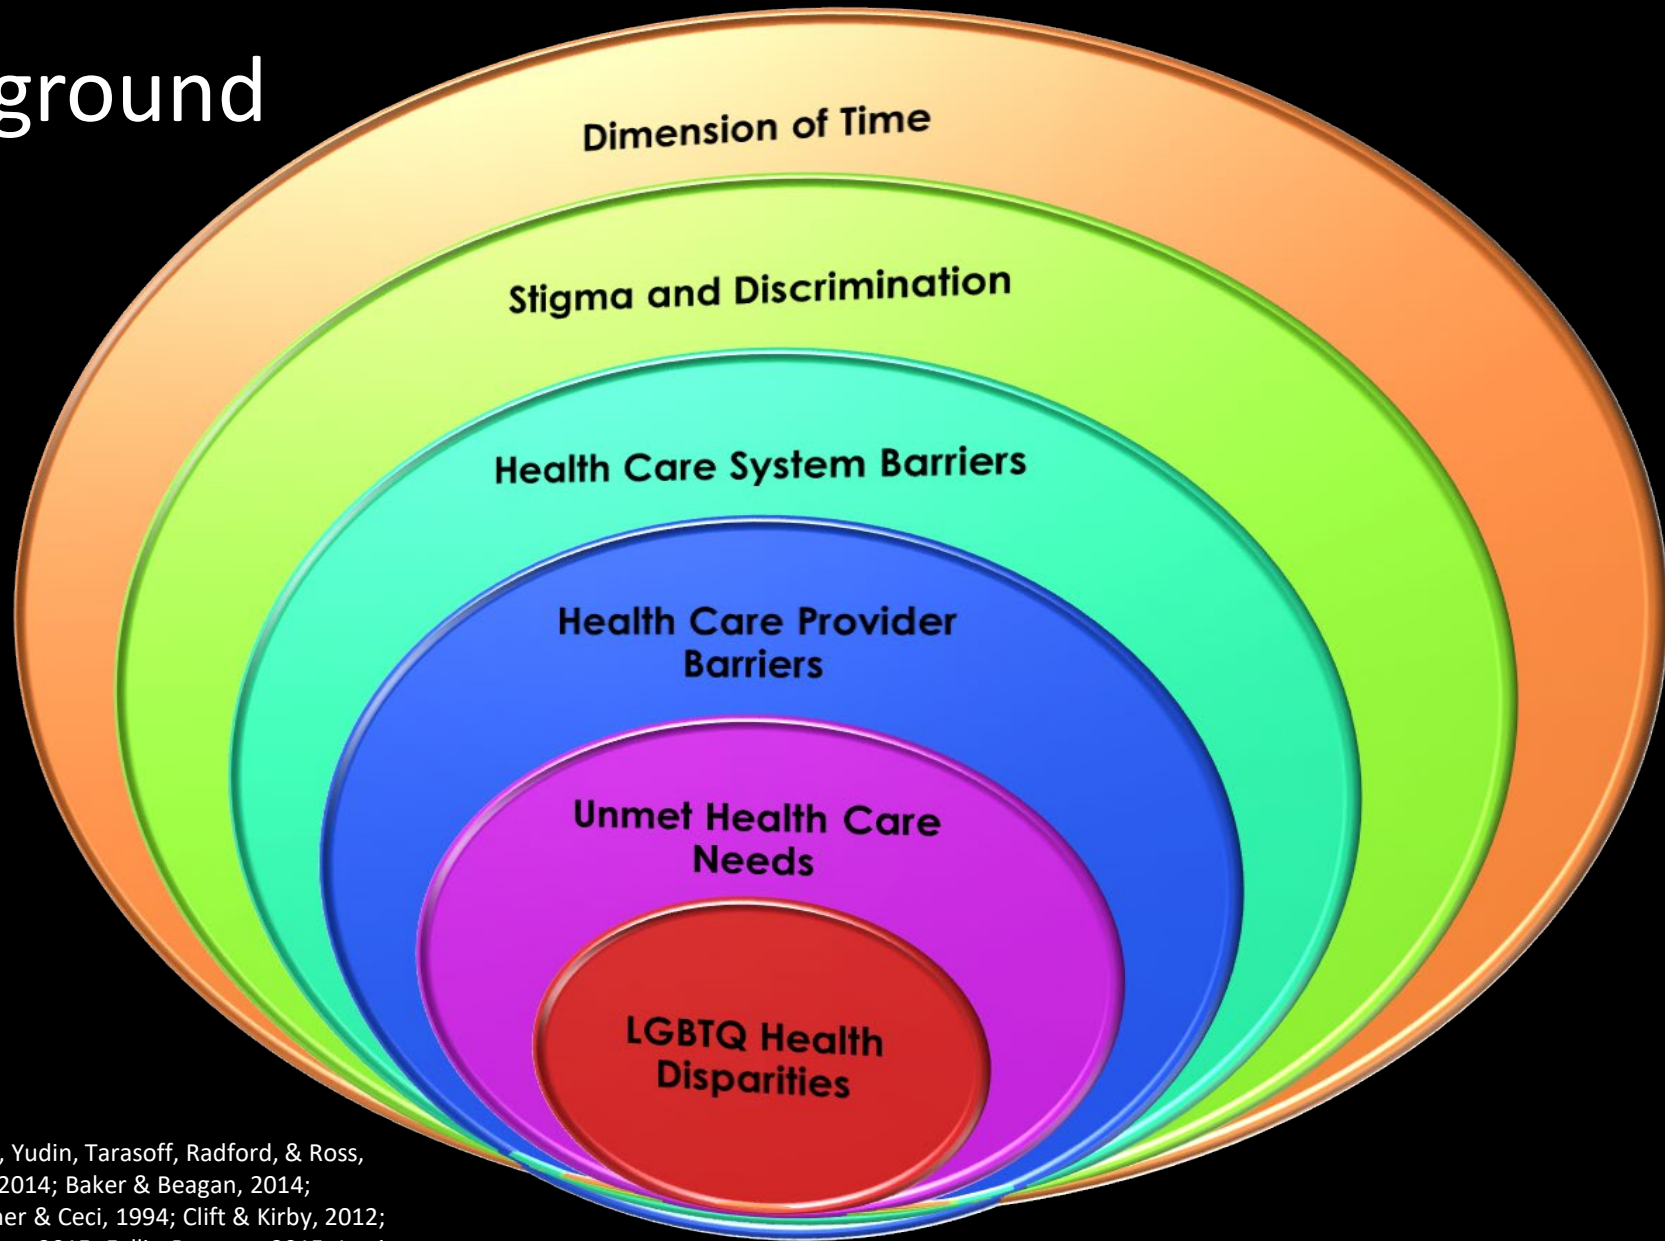 ground
Dimension of Time
Stigma and Discrimination
Health Care System Barriers
Health Care Provider
Barriers
Unmet Health Care
Needs
LGBTQ Health
Disparities
, Yudin, Tarasoff, Radford, & Ross,
2014; Baker & Beagan, 2014;
er & Ceci, 1994; Clift & Kirby, 2012;